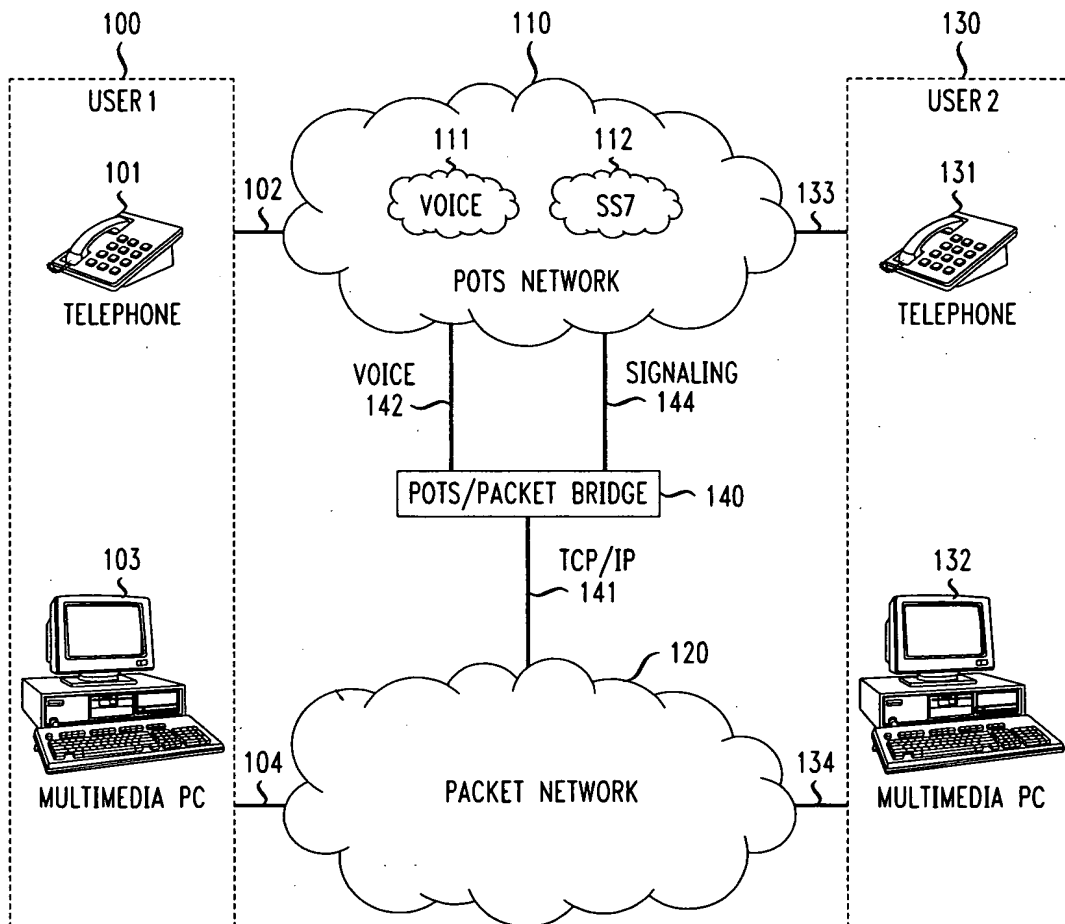 100
110
130
USER 1
USER 2
111
112
101
102
VOICE
SS7
133
131
TELEPHONE
POTS NETWORK
TELEPHONE
VOICE
142
SIGNALING
144
POTS/PACKET BRIDGE
140
103
TCP/IP
141
132
120
104
PACKET NETWORK
134
MULTIMEDIA PC
MULTIMEDIA PC